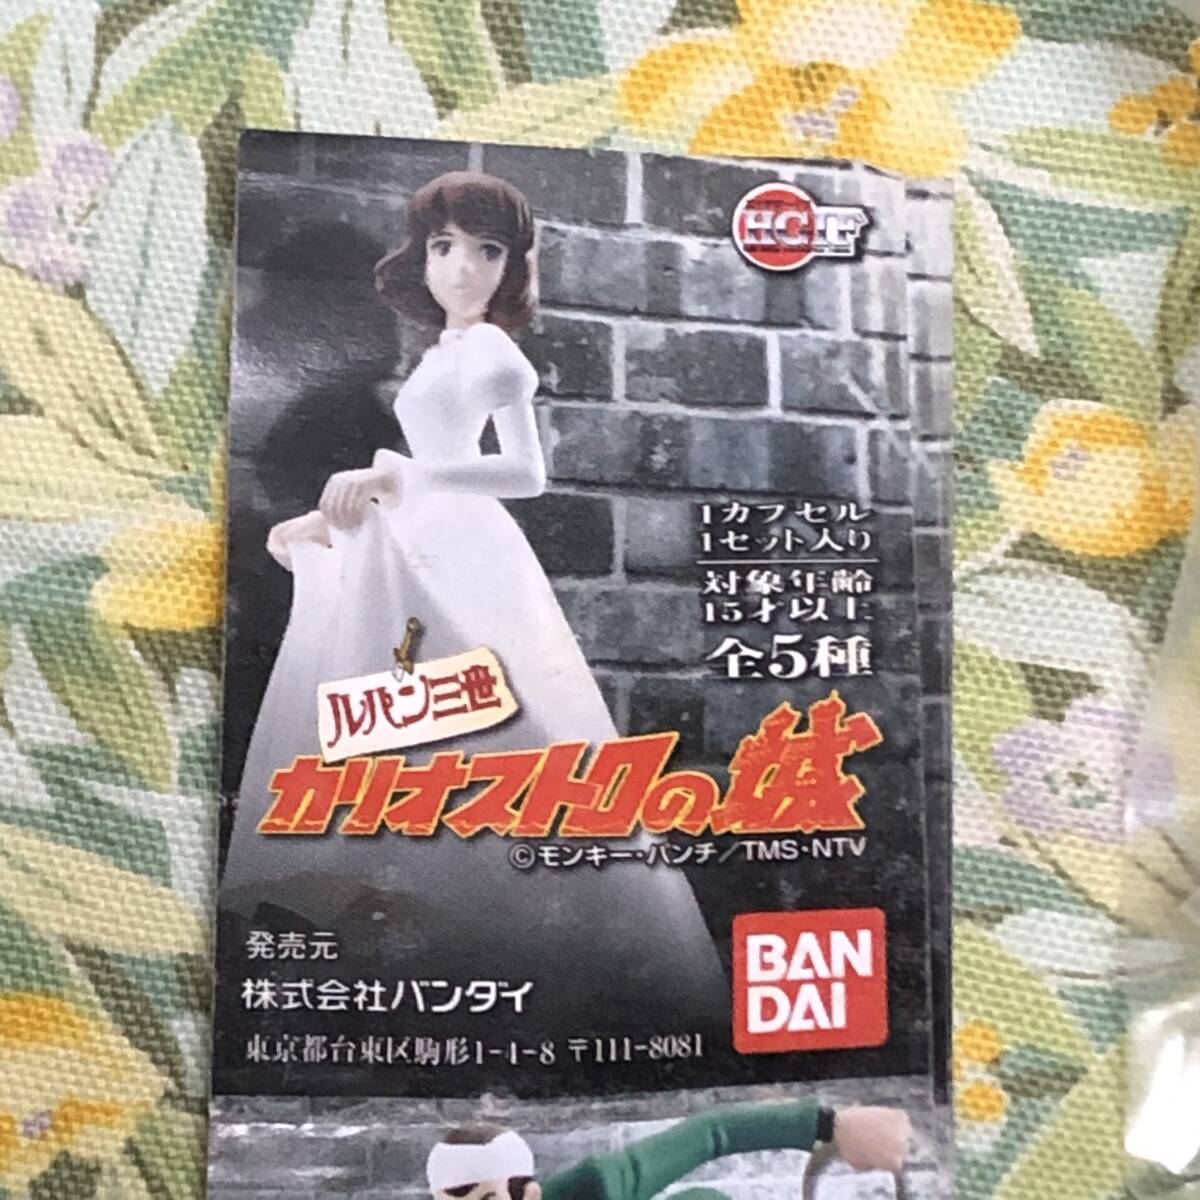 HCIF
1カプセル
1セット入り
対象年齢
15才以上
全5種
ルパン三世
カリオストロの城
©モンキー・パンチ/TMS・NTV
発売元
株式会社バンダイ
東京都台東区駒形1-4-8 〒111-8081
BAN
DAI